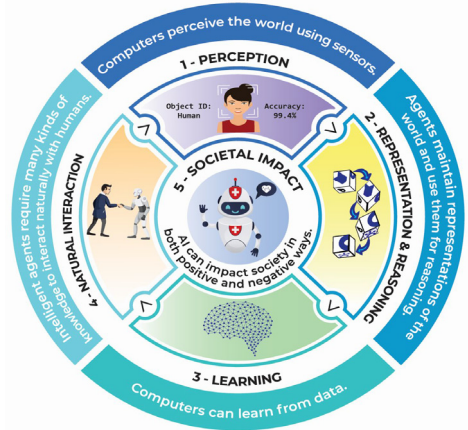 Computers perceive the world using sensors.
1 - PERCEPTION
Object ID:
Human
Accuracy:
99.4%
Agents maintain representations of the
world and use them for reasoning.
2 - REPRESENTATION & REASONING
3 - LEARNING
Computers can learn from data.
Intelligent agents require many kinds of
knowledge to interact naturally with humans.
4 - NATURAL INTERACTION
5 - SOCIETAL IMPACT
AI can impact society in
both positive and negative ways.